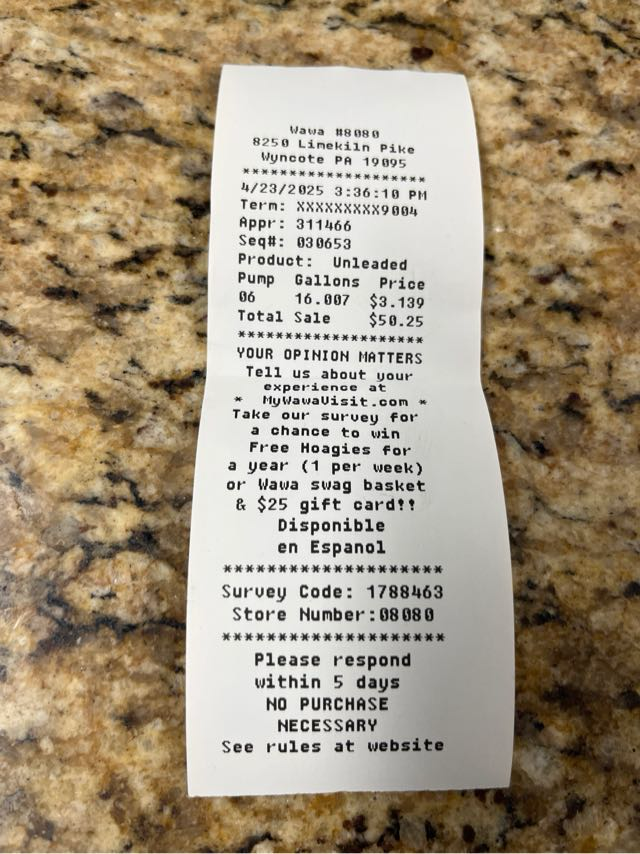 Wawa #8080
8250 Limekiln Pike
Wyncote PA 19095
********************
4/23/2025 3:36:10 PM
Term: XXXXXXXXX9004
Appr: 311466
Seq#: 030653
Product: Unleaded
Pump Gallons Price
06 16.007 $3.139
Total Sale $50.25
********************
YOUR OPINION MATTERS
Tell us about your
experience at
* MyWawaVisit.com *
Take our survey for
a chance to win
Free Hoagies for
a year (1 per week)
or Wawa swag basket
& $25 gift card!!
Disponible
en Espanol
********************
Survey Code: 1788463
Store Number:08080
********************
Please respond
within 5 days
NO PURCHASE
NECESSARY
See rules at website